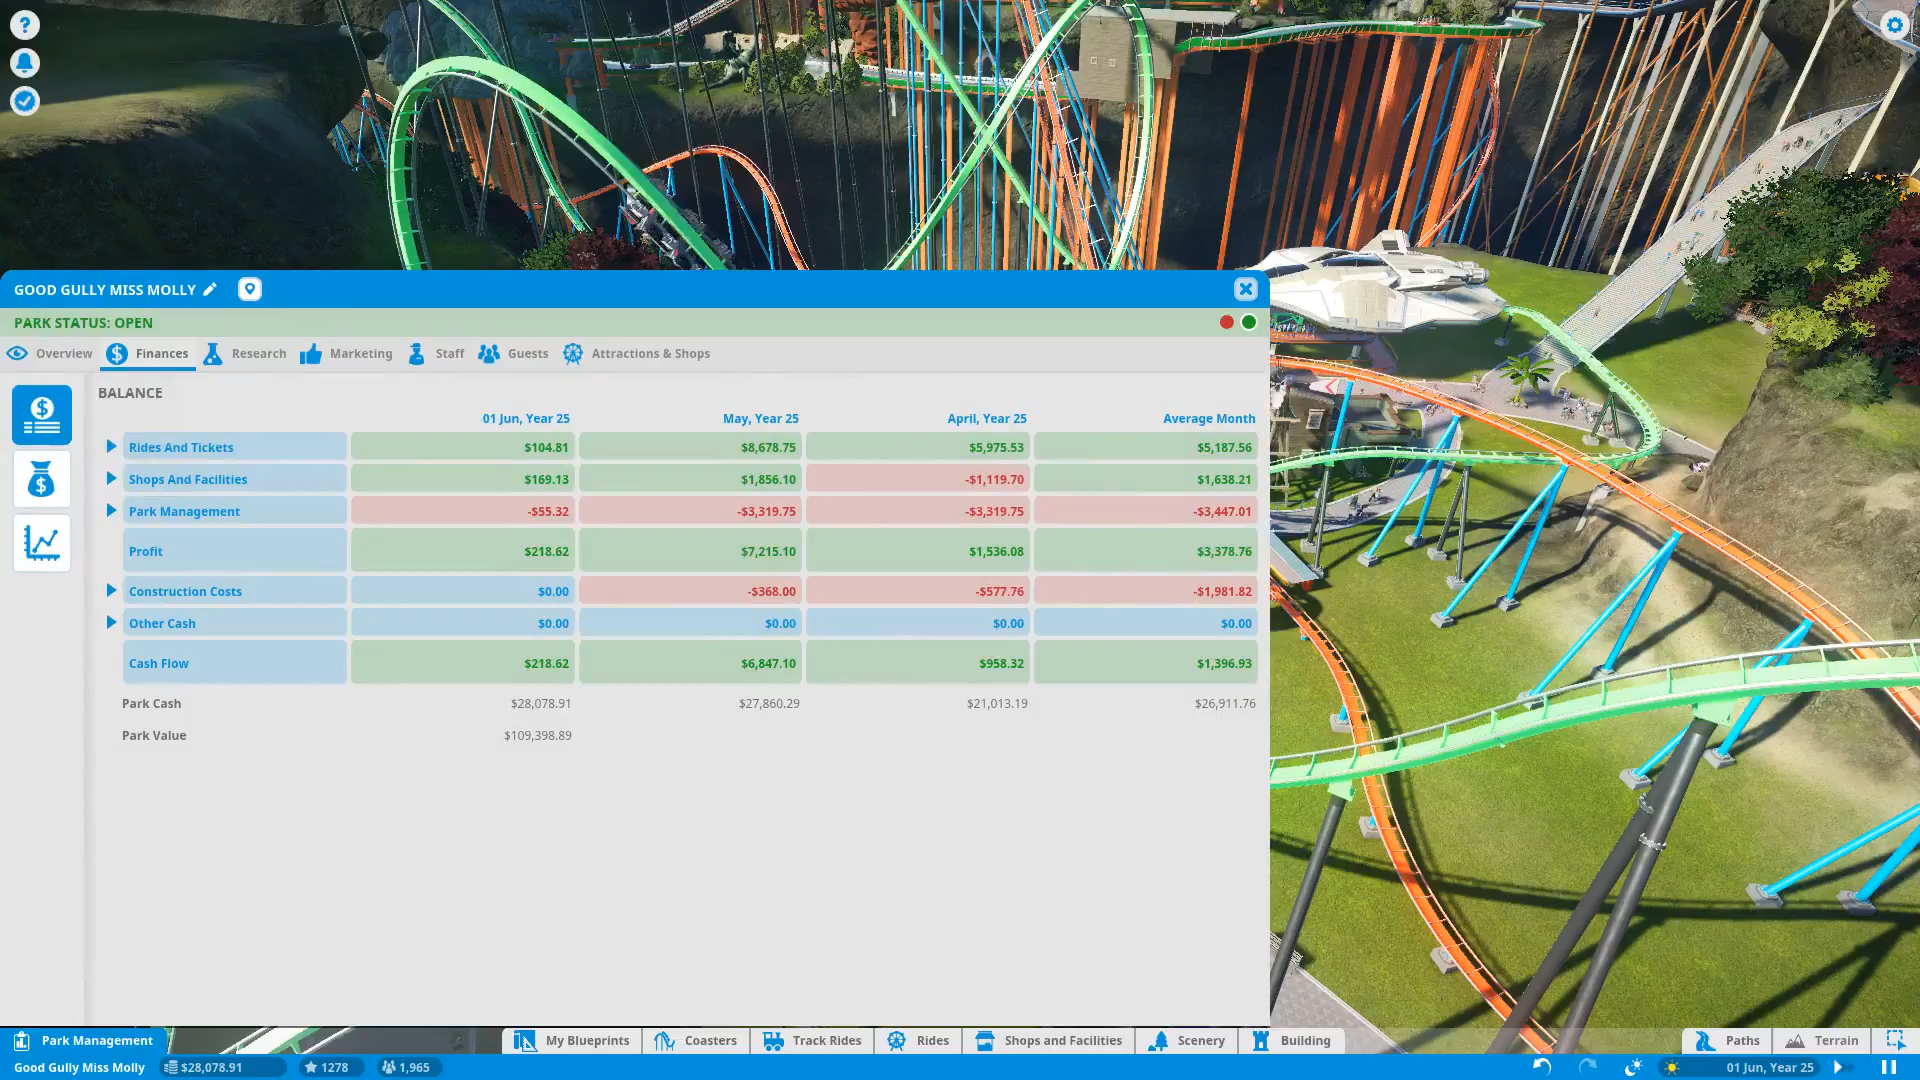 GOOD GULLY MISS MOLLY
PARK STATUS: OPEN
Overview Finances Research Marketing Staff Guests Attractions & Shops
BALANCE
01 Jun, Year 25 May, Year 25 April, Year 25 Average Month
Rides And Tickets $104.81 $8,678.75 $5,975.53 $5,187.56
Shops And Facilities $169.13 $1,856.10 -$1,119.70 $1,638.21
Park Management -$55.32 -$3,319.75 -$3,319.75 -$3,447.01
Profit $218.62 $7,215.10 $1,536.08 $3,378.76
Construction Costs $0.00 -$368.00 -$577.76 -$1,981.82
Other Cash $0.00 $0.00 $0.00 $0.00
Cash Flow $218.62 $6,847.10 $958.32 $1,396.93
Park Cash $28,078.91 $27,860.29 $21,013.19 $26,911.76
Park Value $109,398.89
Park Management My Blueprints Coasters Track Rides Rides Shops and Facilities Scenery Building Paths Terrain
Good Gully Miss Molly $28,078.91 1278 1,965 01 Jun, Year 25